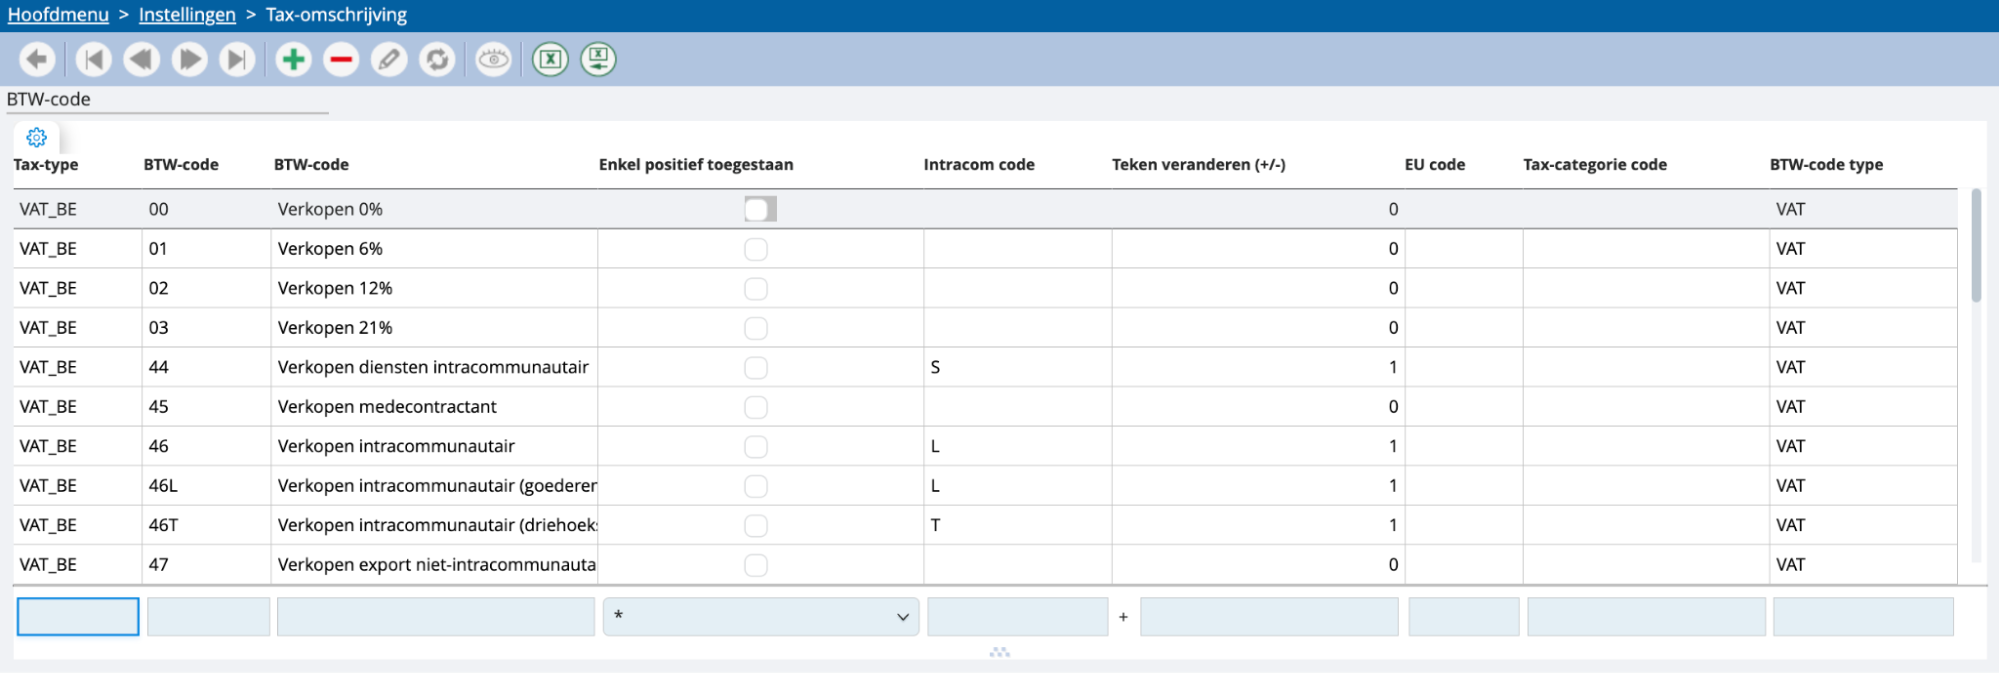 Hoofdmenu > Instellingen > Tax-omschrijving
BTW-code
Tax-type BTW-code BTW-code Enkel positief toegestaan Intracom code Teken veranderen (+/-) EU code Tax-categorie code BTW-code type
VAT_BE 00 Verkopen 0% 0 VAT
VAT_BE 01 Verkopen 6% 0 VAT
VAT_BE 02 Verkopen 12% 0 VAT
VAT_BE 03 Verkopen 21% 0 VAT
VAT_BE 44 Verkopen diensten intracommunautair S 1 VAT
VAT_BE 45 Verkopen medecontractant 0 VAT
VAT_BE 46 Verkopen intracommunautair L 1 VAT
VAT_BE 46L Verkopen intracommunautair (goederen L 1 VAT
VAT_BE 46T Verkopen intracommunautair (driehoeks T 1 VAT
VAT_BE 47 Verkopen export niet-intracommunauta 0 VAT
* +